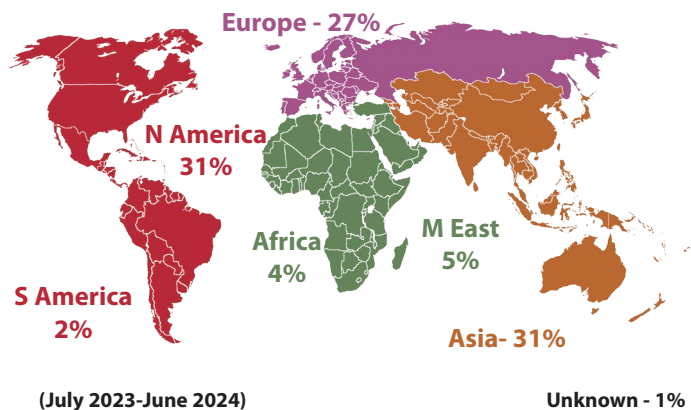 Europe - 27%
N America
31%
Africa
4%
M East
5%
S America
2%
Asia- 31%
(July 2023-June 2024)
Unknown - 1%